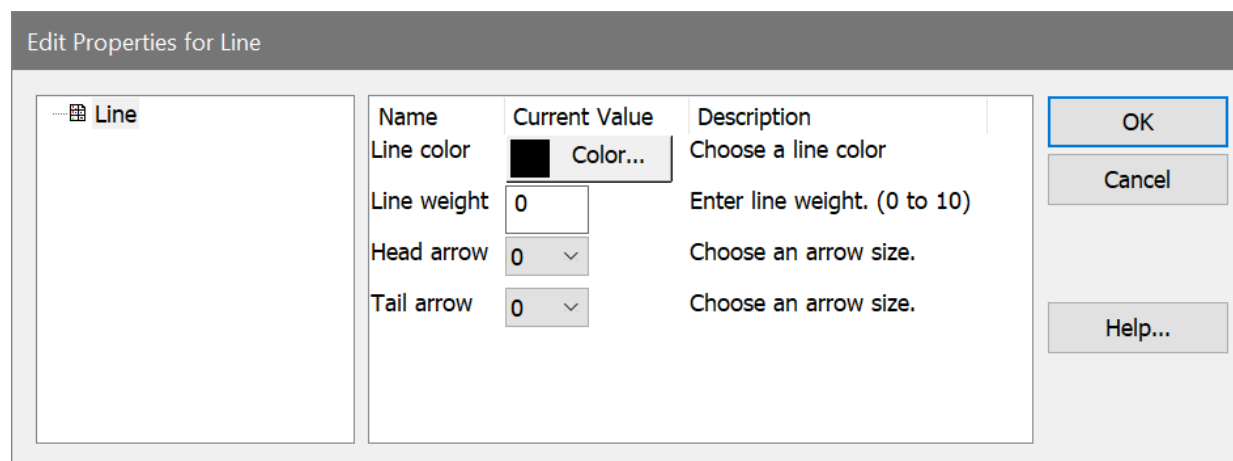 Edit Properties for Line
Line
Name Current Value Description
Line color Color... Choose a line color
Line weight 0 Enter line weight. (0 to 10)
Head arrow 0 Choose an arrow size.
Tail arrow 0 Choose an arrow size.
OK
Cancel
Help...